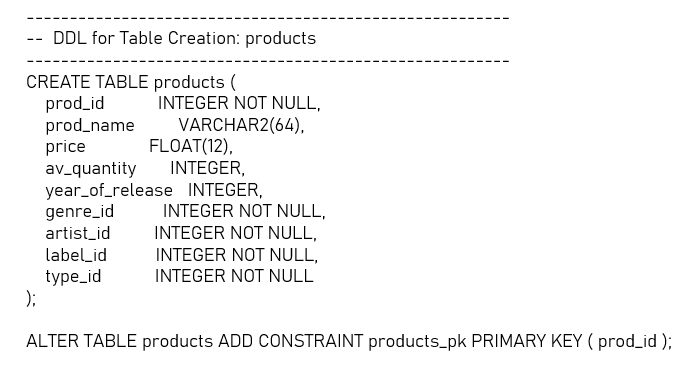 --------------------------------------------------------
--  DDL for Table Creation: products
--------------------------------------------------------
CREATE TABLE products (
    prod_id           INTEGER NOT NULL,
    prod_name         VARCHAR2(64),
    price             FLOAT(12),
    av_quantity       INTEGER,
    year_of_release   INTEGER,
    genre_id          INTEGER NOT NULL,
    artist_id         INTEGER NOT NULL,
    label_id          INTEGER NOT NULL,
    type_id           INTEGER NOT NULL
);
ALTER TABLE products ADD CONSTRAINT products_pk PRIMARY KEY ( prod_id );